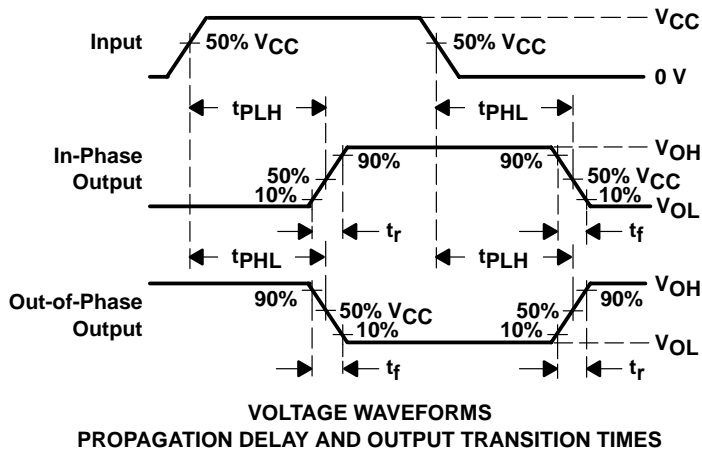 VCC
Input
50% VCC
50% VCC
0 V
tPLH
tPHL
In-Phase
Output
VOH
90%
90%
50%
50% VCC
10%
10%
VOL
tr
tf
tPHL
tPLH
Out-of-Phase
Output
VOH
90%
90%
50% VCC
50%
10%
10%
VOL
tf
tr
VOLTAGE WAVEFORMS
PROPAGATION DELAY AND OUTPUT TRANSITION TIMES